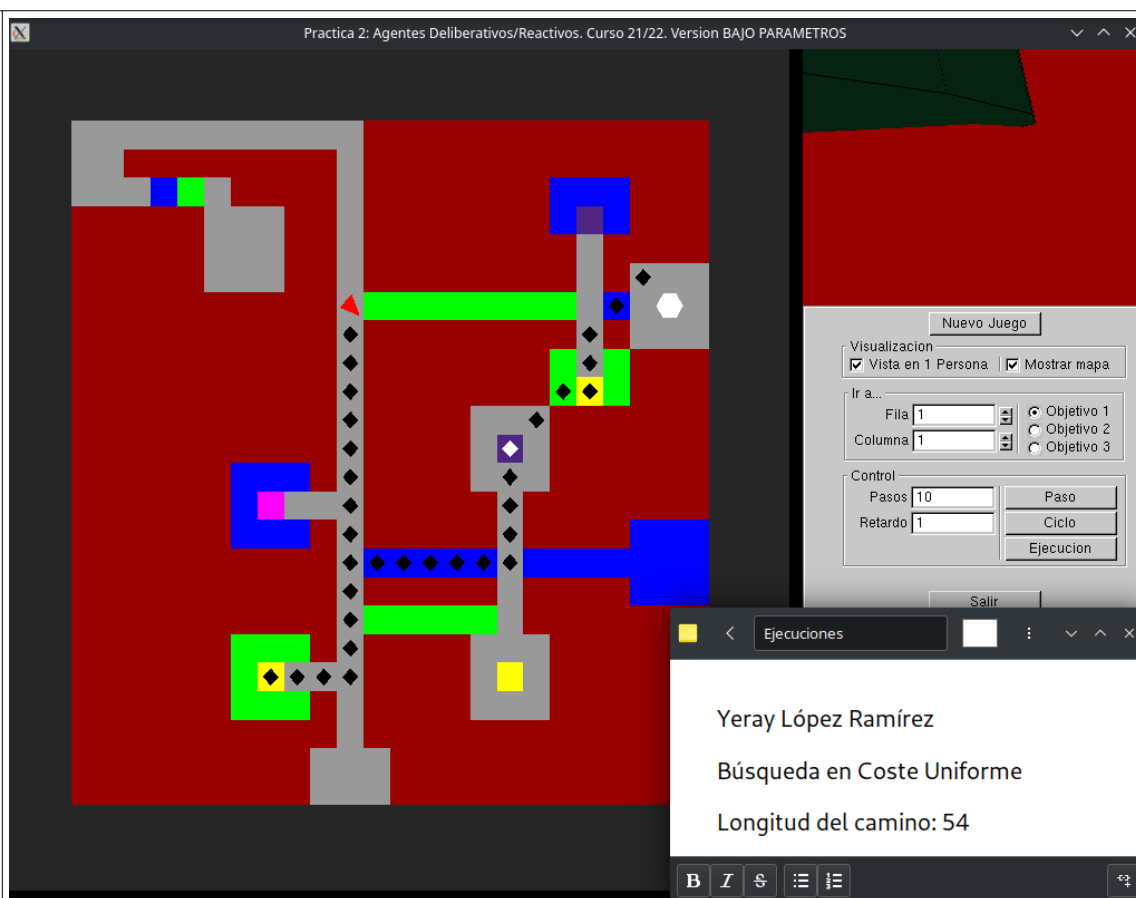 Practica 2: Agentes Deliberativos/Reactivos. Curso 21/22. Version BAJO PARAMETROS
Nuevo Juego
Visualizacion
Vista en 1 Persona
Mostrar mapa
Ir a...
Fila 1
Columna 1
Objetivo 1
Objetivo 2
Objetivo 3
Control
Pasos 10
Paso
Retardo 1
Ciclo
Ejecucion
Salir
Ejecuciones
Yeray López Ramírez
Búsqueda en Coste Uniforme
Longitud del camino: 54
B I S